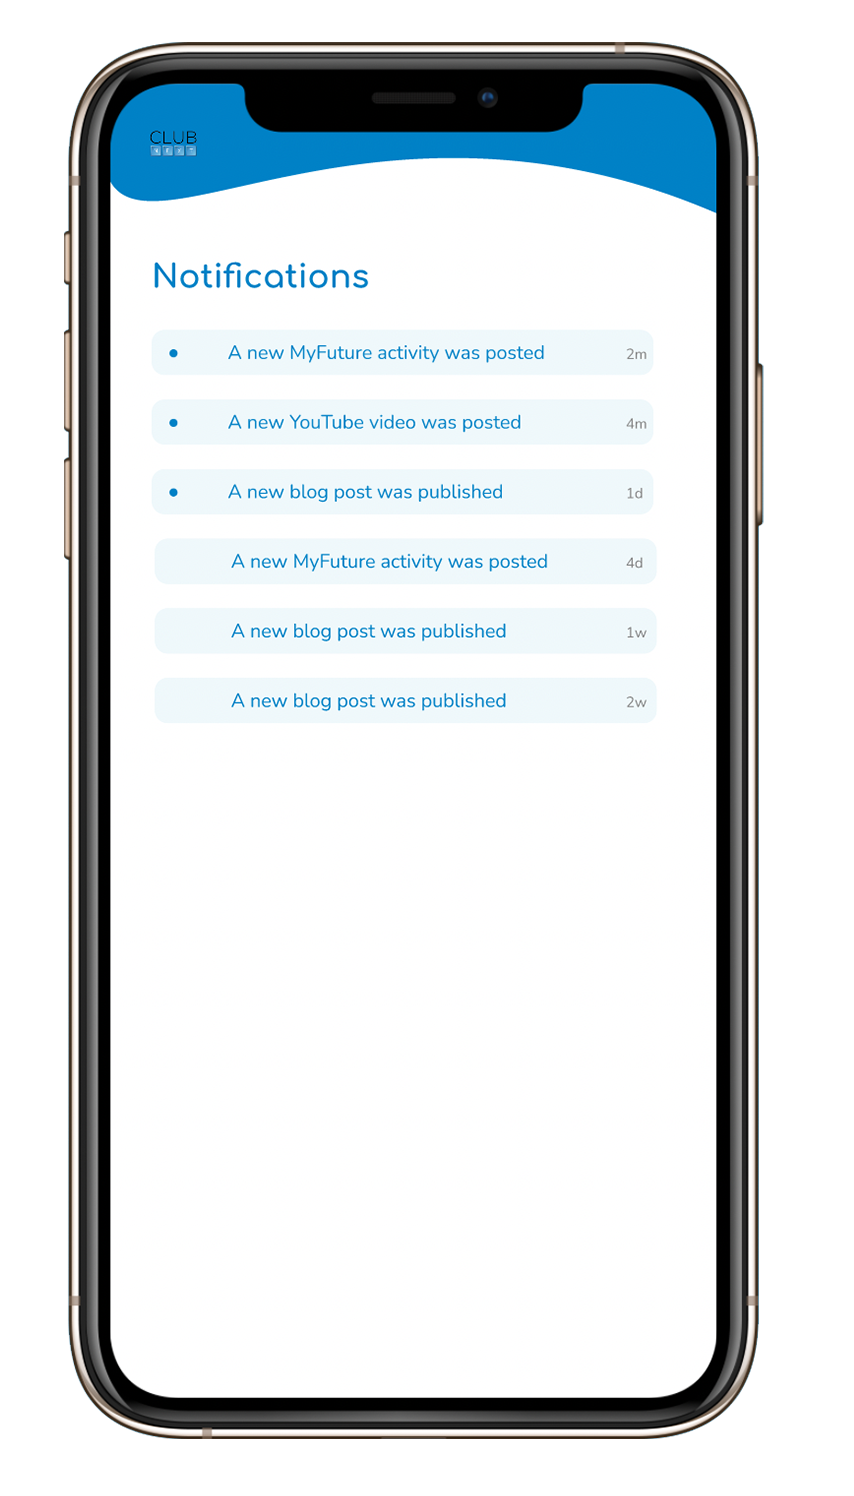 CLUB
Notifications
A new MyFuture activity was posted 2m
A new YouTube video was posted 4m
A new blog post was published 1d
A new MyFuture activity was posted 4d
A new blog post was published 1w
A new blog post was published 2w